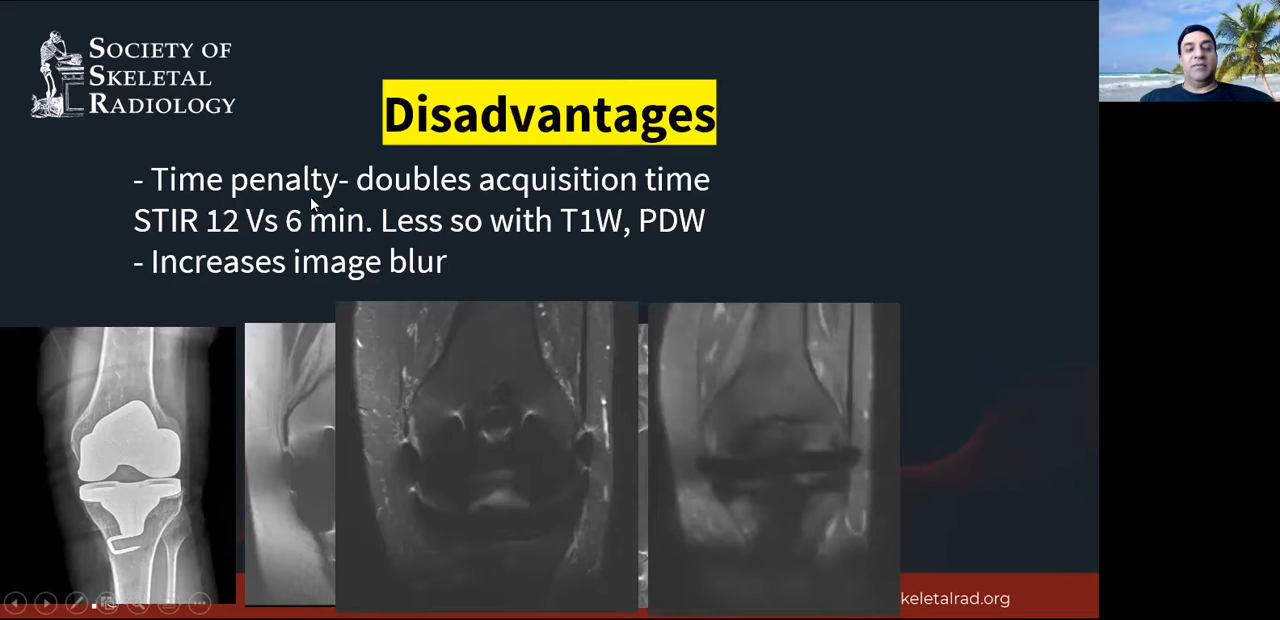 SOCIETY OF
SKELETAL
RADIOLOGY
Disadvantages
- Time penalty- doubles acquisition time
STIR 12 Vs 6 min. Less so with T1W, PDW
- Increases image blur
keletalrad.org